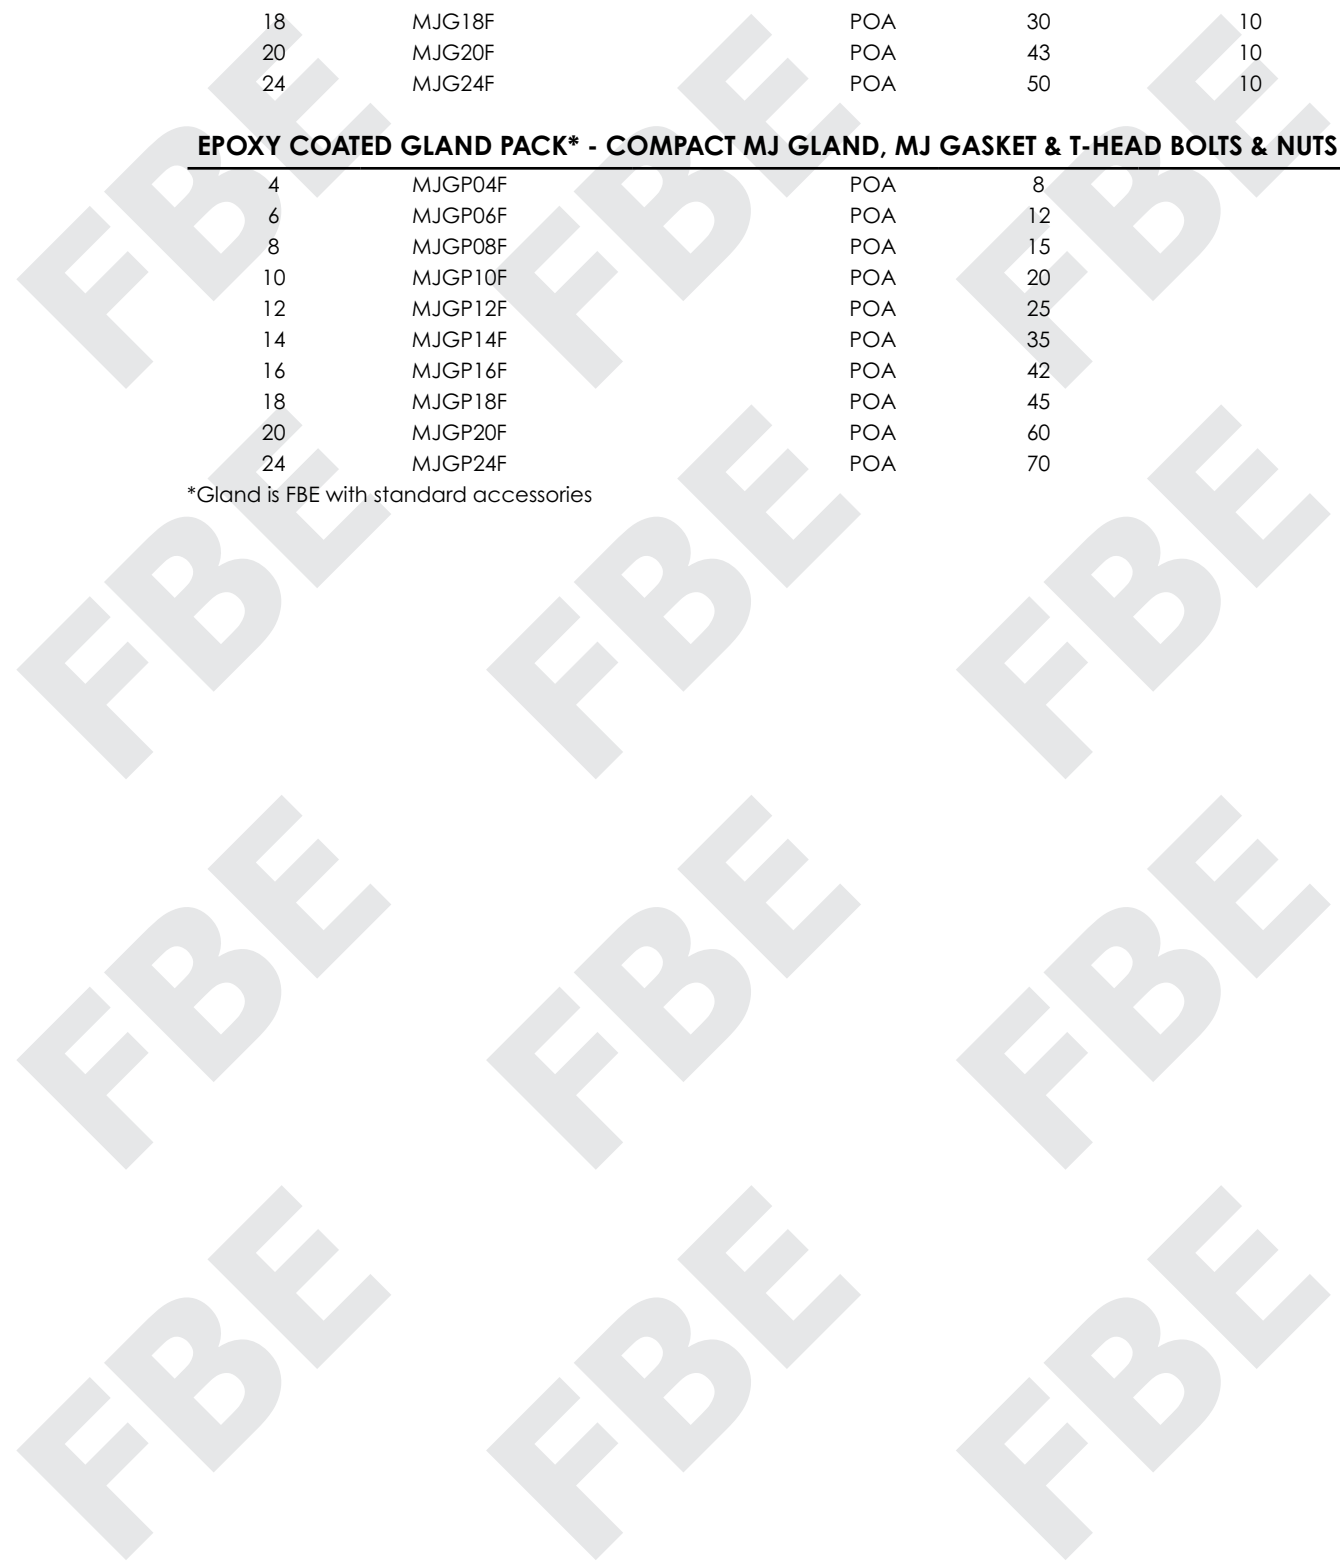 18 MJG18F POA 30 10
20 MJG20F POA 43 10
24 MJG24F POA 50 10
EPOXY COATED GLAND PACK* - COMPACT MJ GLAND, MJ GASKET & T-HEAD BOLTS & NUTS
4 MJGP04F POA 8
6 MJGP06F POA 12
8 MJGP08F POA 15
10 MJGP10F POA 20
12 MJGP12F POA 25
14 MJGP14F POA 35
16 MJGP16F POA 42
18 MJGP18F POA 45
20 MJGP20F POA 60
24 MJGP24F POA 70
*Gland is FBE with standard accessories
FBE FBE FBE
FBE FBE FBE
FBE FBE FBE
FBE FBE FBE